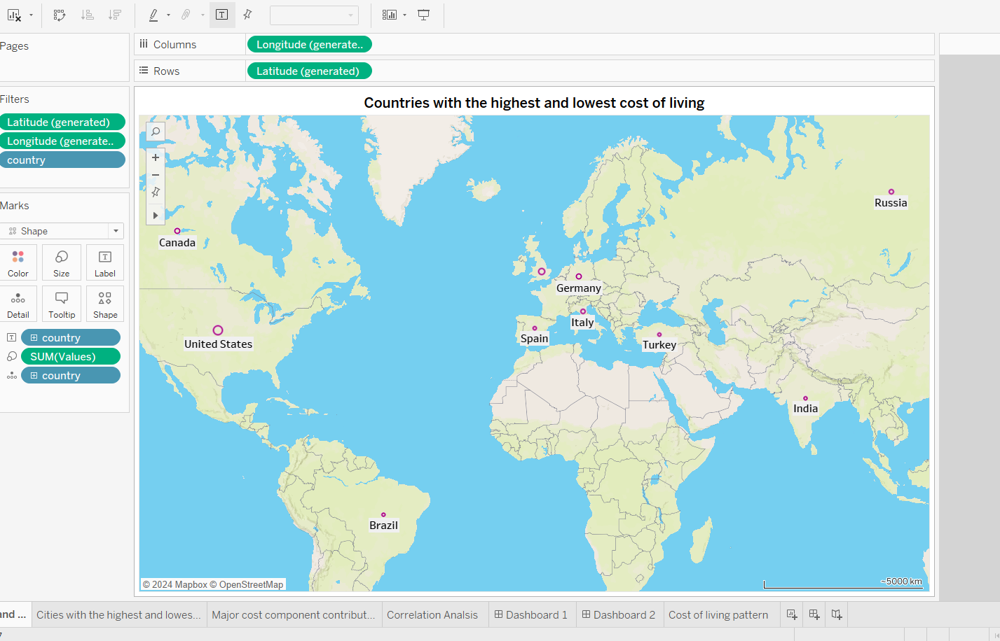 T
Pages
Columns
Longitude (generate..
Rows
Latitude (generated)
Filters
Latitude (generated)
Longitude (generate..
country
Marks
Shape
Color
Size
Label
Detail
Tooltip
Shape
country
SUM(Values)
country
Countries with the highest and lowest cost of living
Russia
Canada
Germany
Italy
Spain
United States
Turkey
India
Brazil
© 2024 Mapbox © OpenStreetMap
~5000 km
and ...
Cities with the highest and lowes...
Major cost component contribut...
Correlation Analsis
Dashboard 1
Dashboard 2
Cost of living pattern